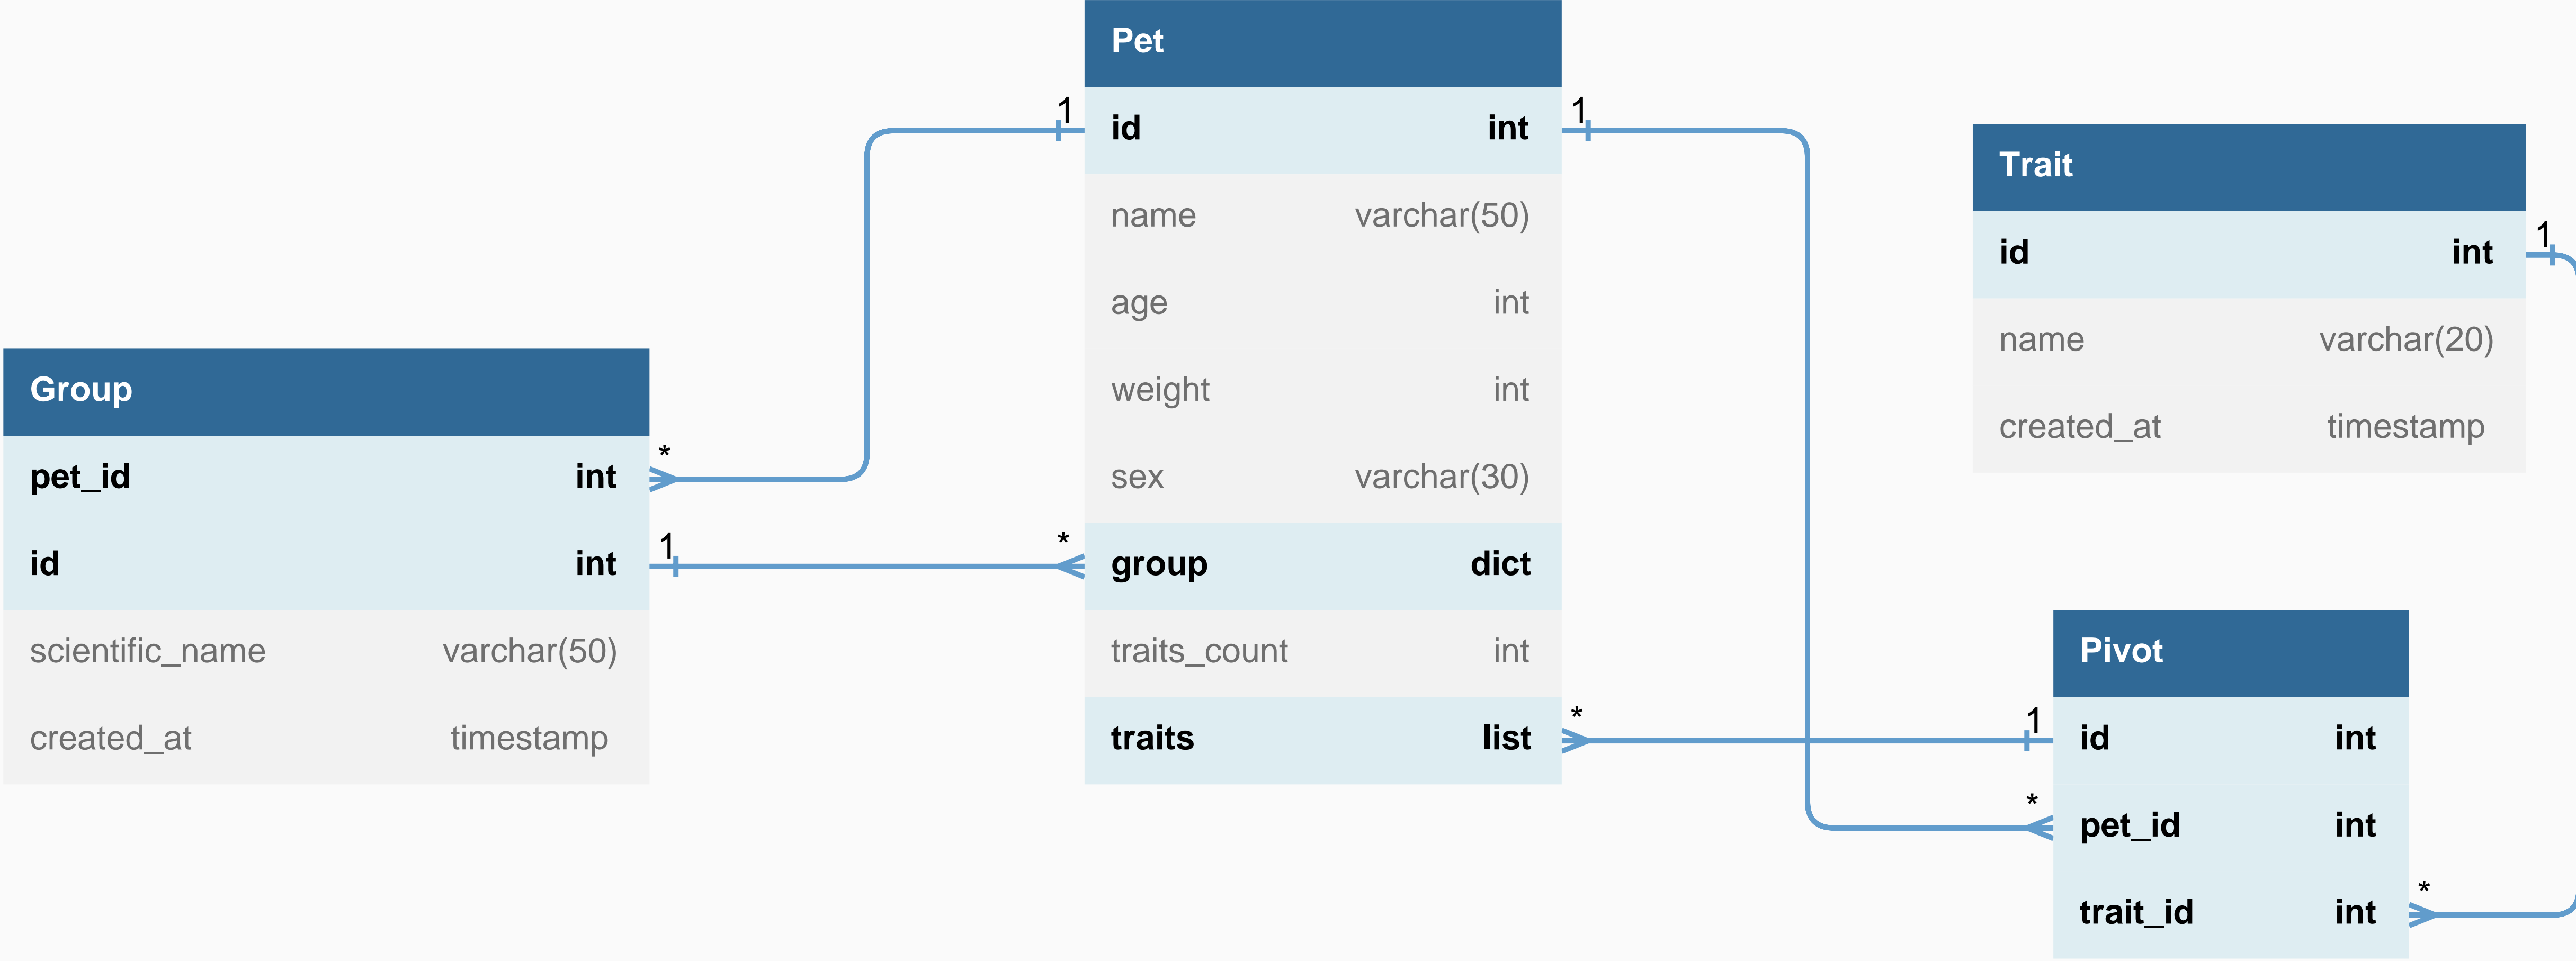 Pet
1 id int 1
name varchar(50)
age int
weight int
sex varchar(30)
* group dict
traits_count int
traits list *
Group
pet_id int *
id int 1
scientific_name varchar(50)
created_at timestamp
Trait
id int 1
name varchar(20)
created_at timestamp
Pivot
1 id int
* pet_id int
trait_id int *